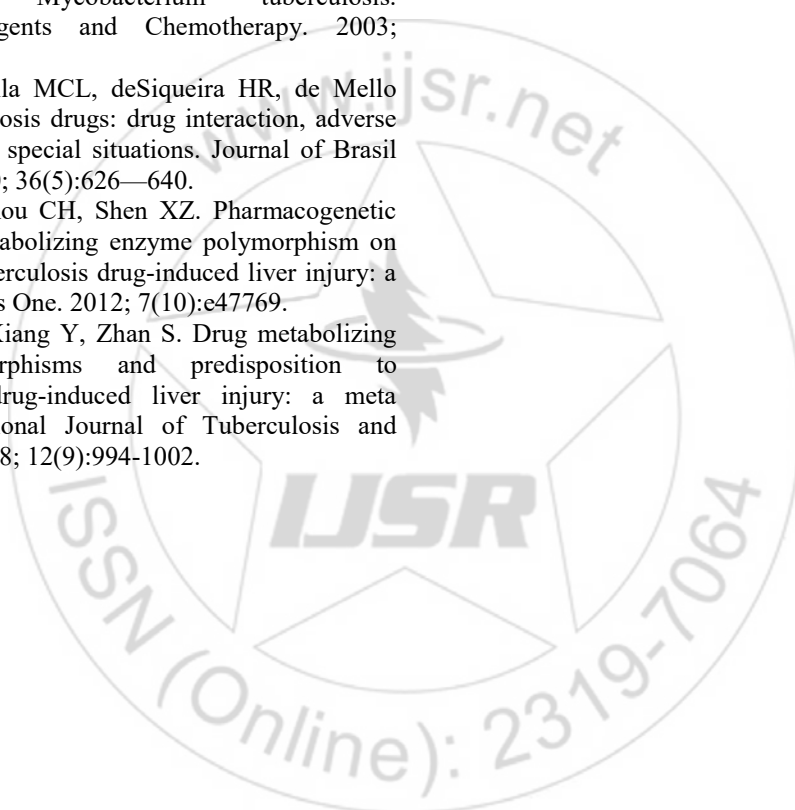 Mycobacterium tuberculosis.
gents and Chemotherapy. 2003;
lla MCL, deSiqueira HR, de Mello
osis drugs: drug interaction, adverse
special situations. Journal of Brasil
; 36(5):626—640.
ou CH, Shen XZ. Pharmacogenetic
abolizing enzyme polymorphism on
erculosis drug-induced liver injury: a
s One. 2012; 7(10):e47769.
Xiang Y, Zhan S. Drug metabolizing
rphisms and predisposition to
drug-induced liver injury: a meta
onal Journal of Tuberculosis and
8; 12(9):994-1002.
www.ijsr.net
IJSR
ISSN (Online): 2319-7064